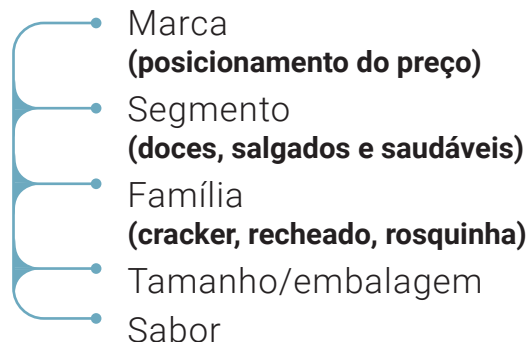 Marca
(posicionamento do preço)
Segmento
(doces, salgados e saudáveis)
Família
(cracker, recheado, rosquinha)
Tamanho/embalagem
Sabor